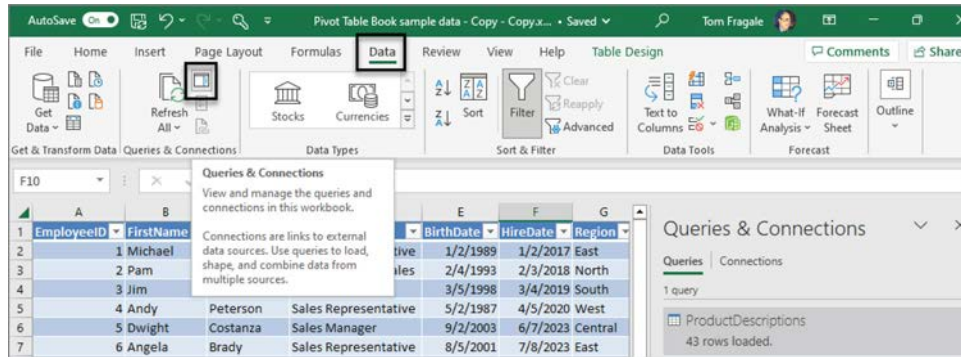 AutoSave On Pivot Table Book sample data - Copy - Copy.x... • Saved Tom Fragale
File Home Insert Page Layout Formulas Data Review View Help Table Design Comments Share
Get Data
Refresh All
Stocks Currencies
Sort
Filter
Clear
Reapply
Advanced
Text to Columns
What-If Analysis
Forecast Sheet
Outline
Get & Transform Data Queries & Connections Data Types Sort & Filter Data Tools Forecast
F10
Queries & Connections
View and manage the queries and
connections in this workbook.
Connections are links to external
data sources. Use queries to load,
shape, and combine data from
multiple sources.
A B E F G
1 EmployeeID FirstName BirthDate HireDate Region
2 1 Michael tive 1/2/1989 1/2/2017 East
3 2 Pam ales 2/4/1993 2/3/2018 North
4 3 Jim 3/5/1998 3/4/2019 South
5 4 Andy Peterson Sales Representative 5/2/1987 4/5/2020 West
6 5 Dwight Costanza Sales Manager 9/2/2003 6/7/2023 Central
7 6 Angela Brady Sales Representative 8/5/2001 7/8/2023 East
Queries & Connections
Queries | Connections
1 query
ProductDescriptions
43 rows loaded.